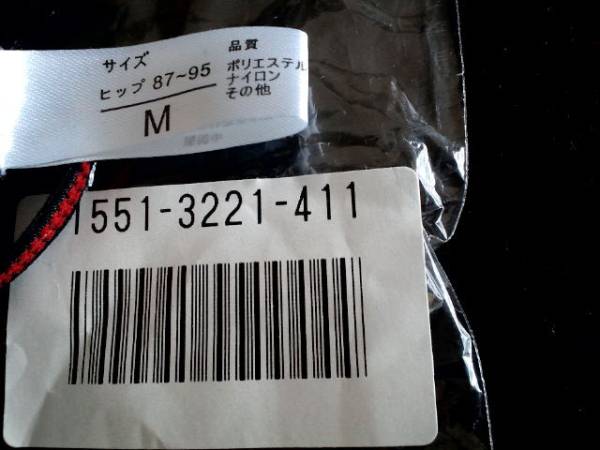 サイズ
ヒップ 87~95
M
品質
ポリエステル
ナイロン
その他
1551-3221-411